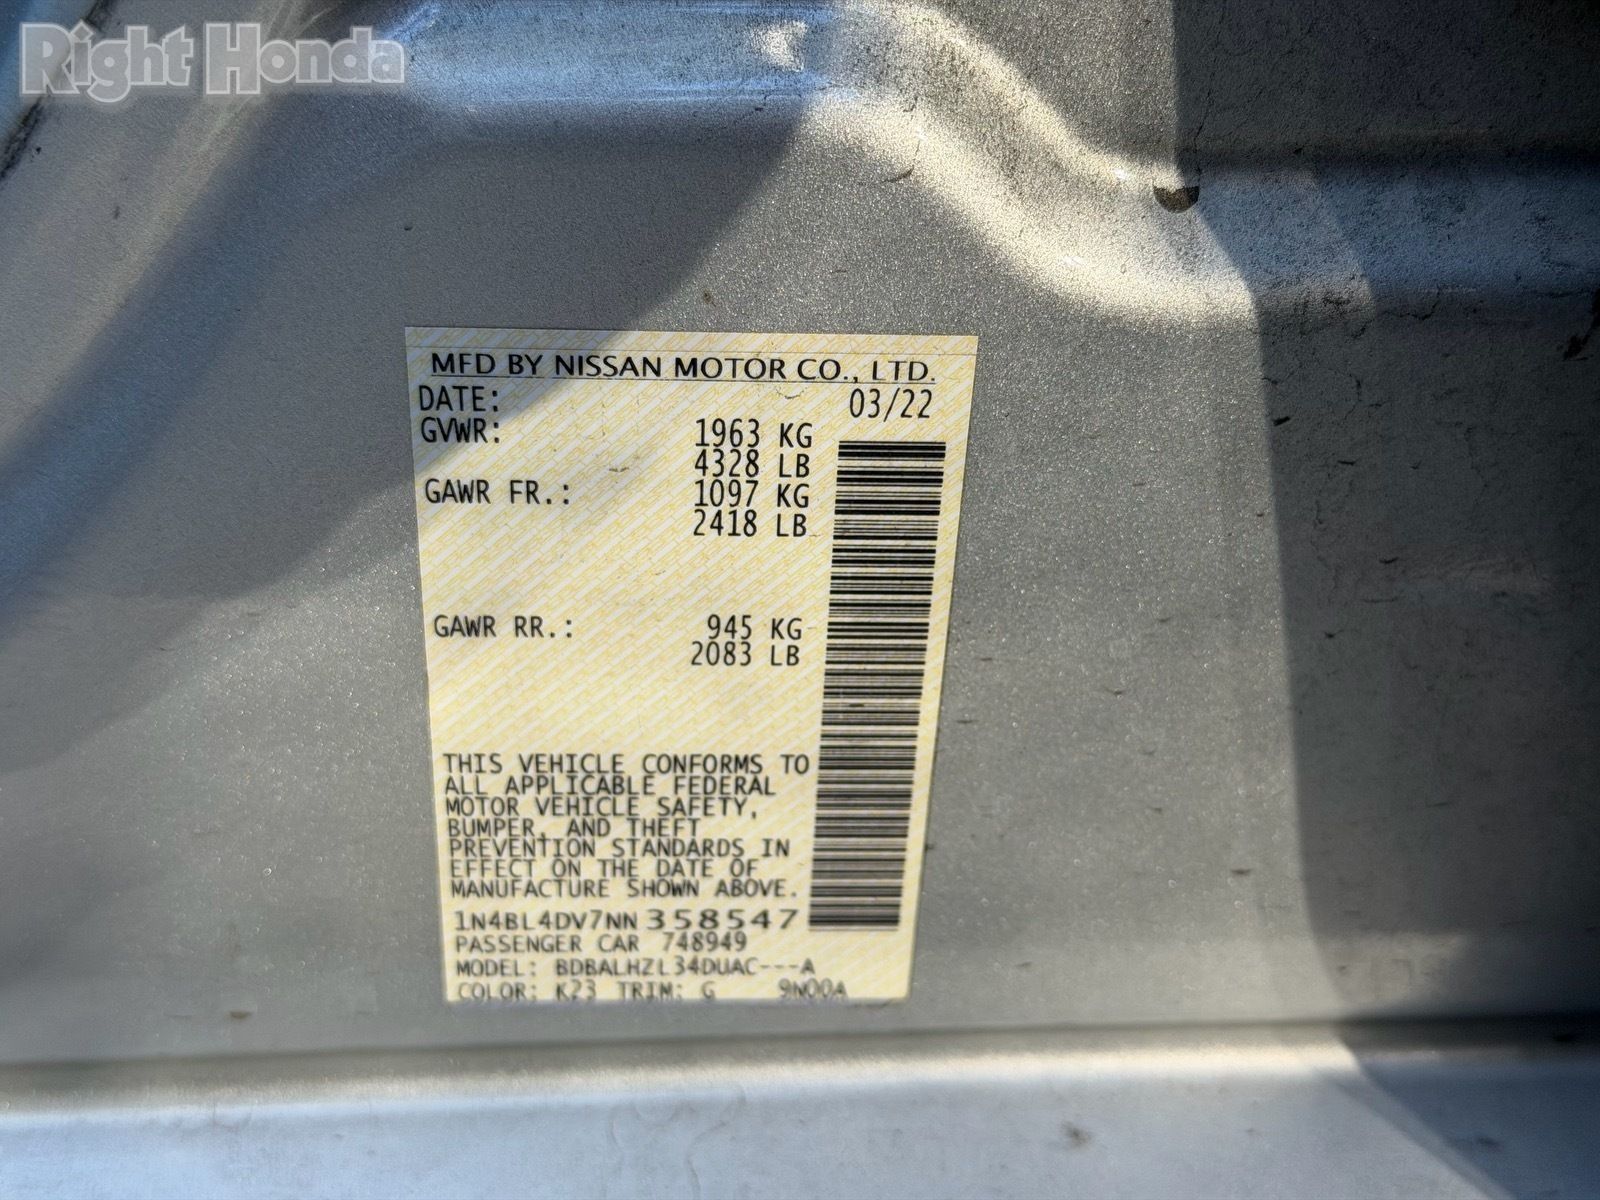 Right Honda
MFD BY NISSAN MOTOR CO., LTD.
DATE: 03/22
GVWR: 1963 KG
4328 LB
GAWR FR.: 1097 KG
2418 LB
GAWR RR.: 945 KG
2083 LB
THIS VEHICLE CONFORMS TO
ALL APPLICABLE FEDERAL
MOTOR VEHICLE SAFETY,
BUMPER, AND THEFT
PREVENTION STANDARDS IN
EFFECT ON THE DATE OF
MANUFACTURE SHOWN ABOVE.
1N4BL4DV7NN358547
PASSENGER CAR 748949
MODEL: BDBALHZL34DUAC---A
COLOR: K23 TRIM: G 9N00A